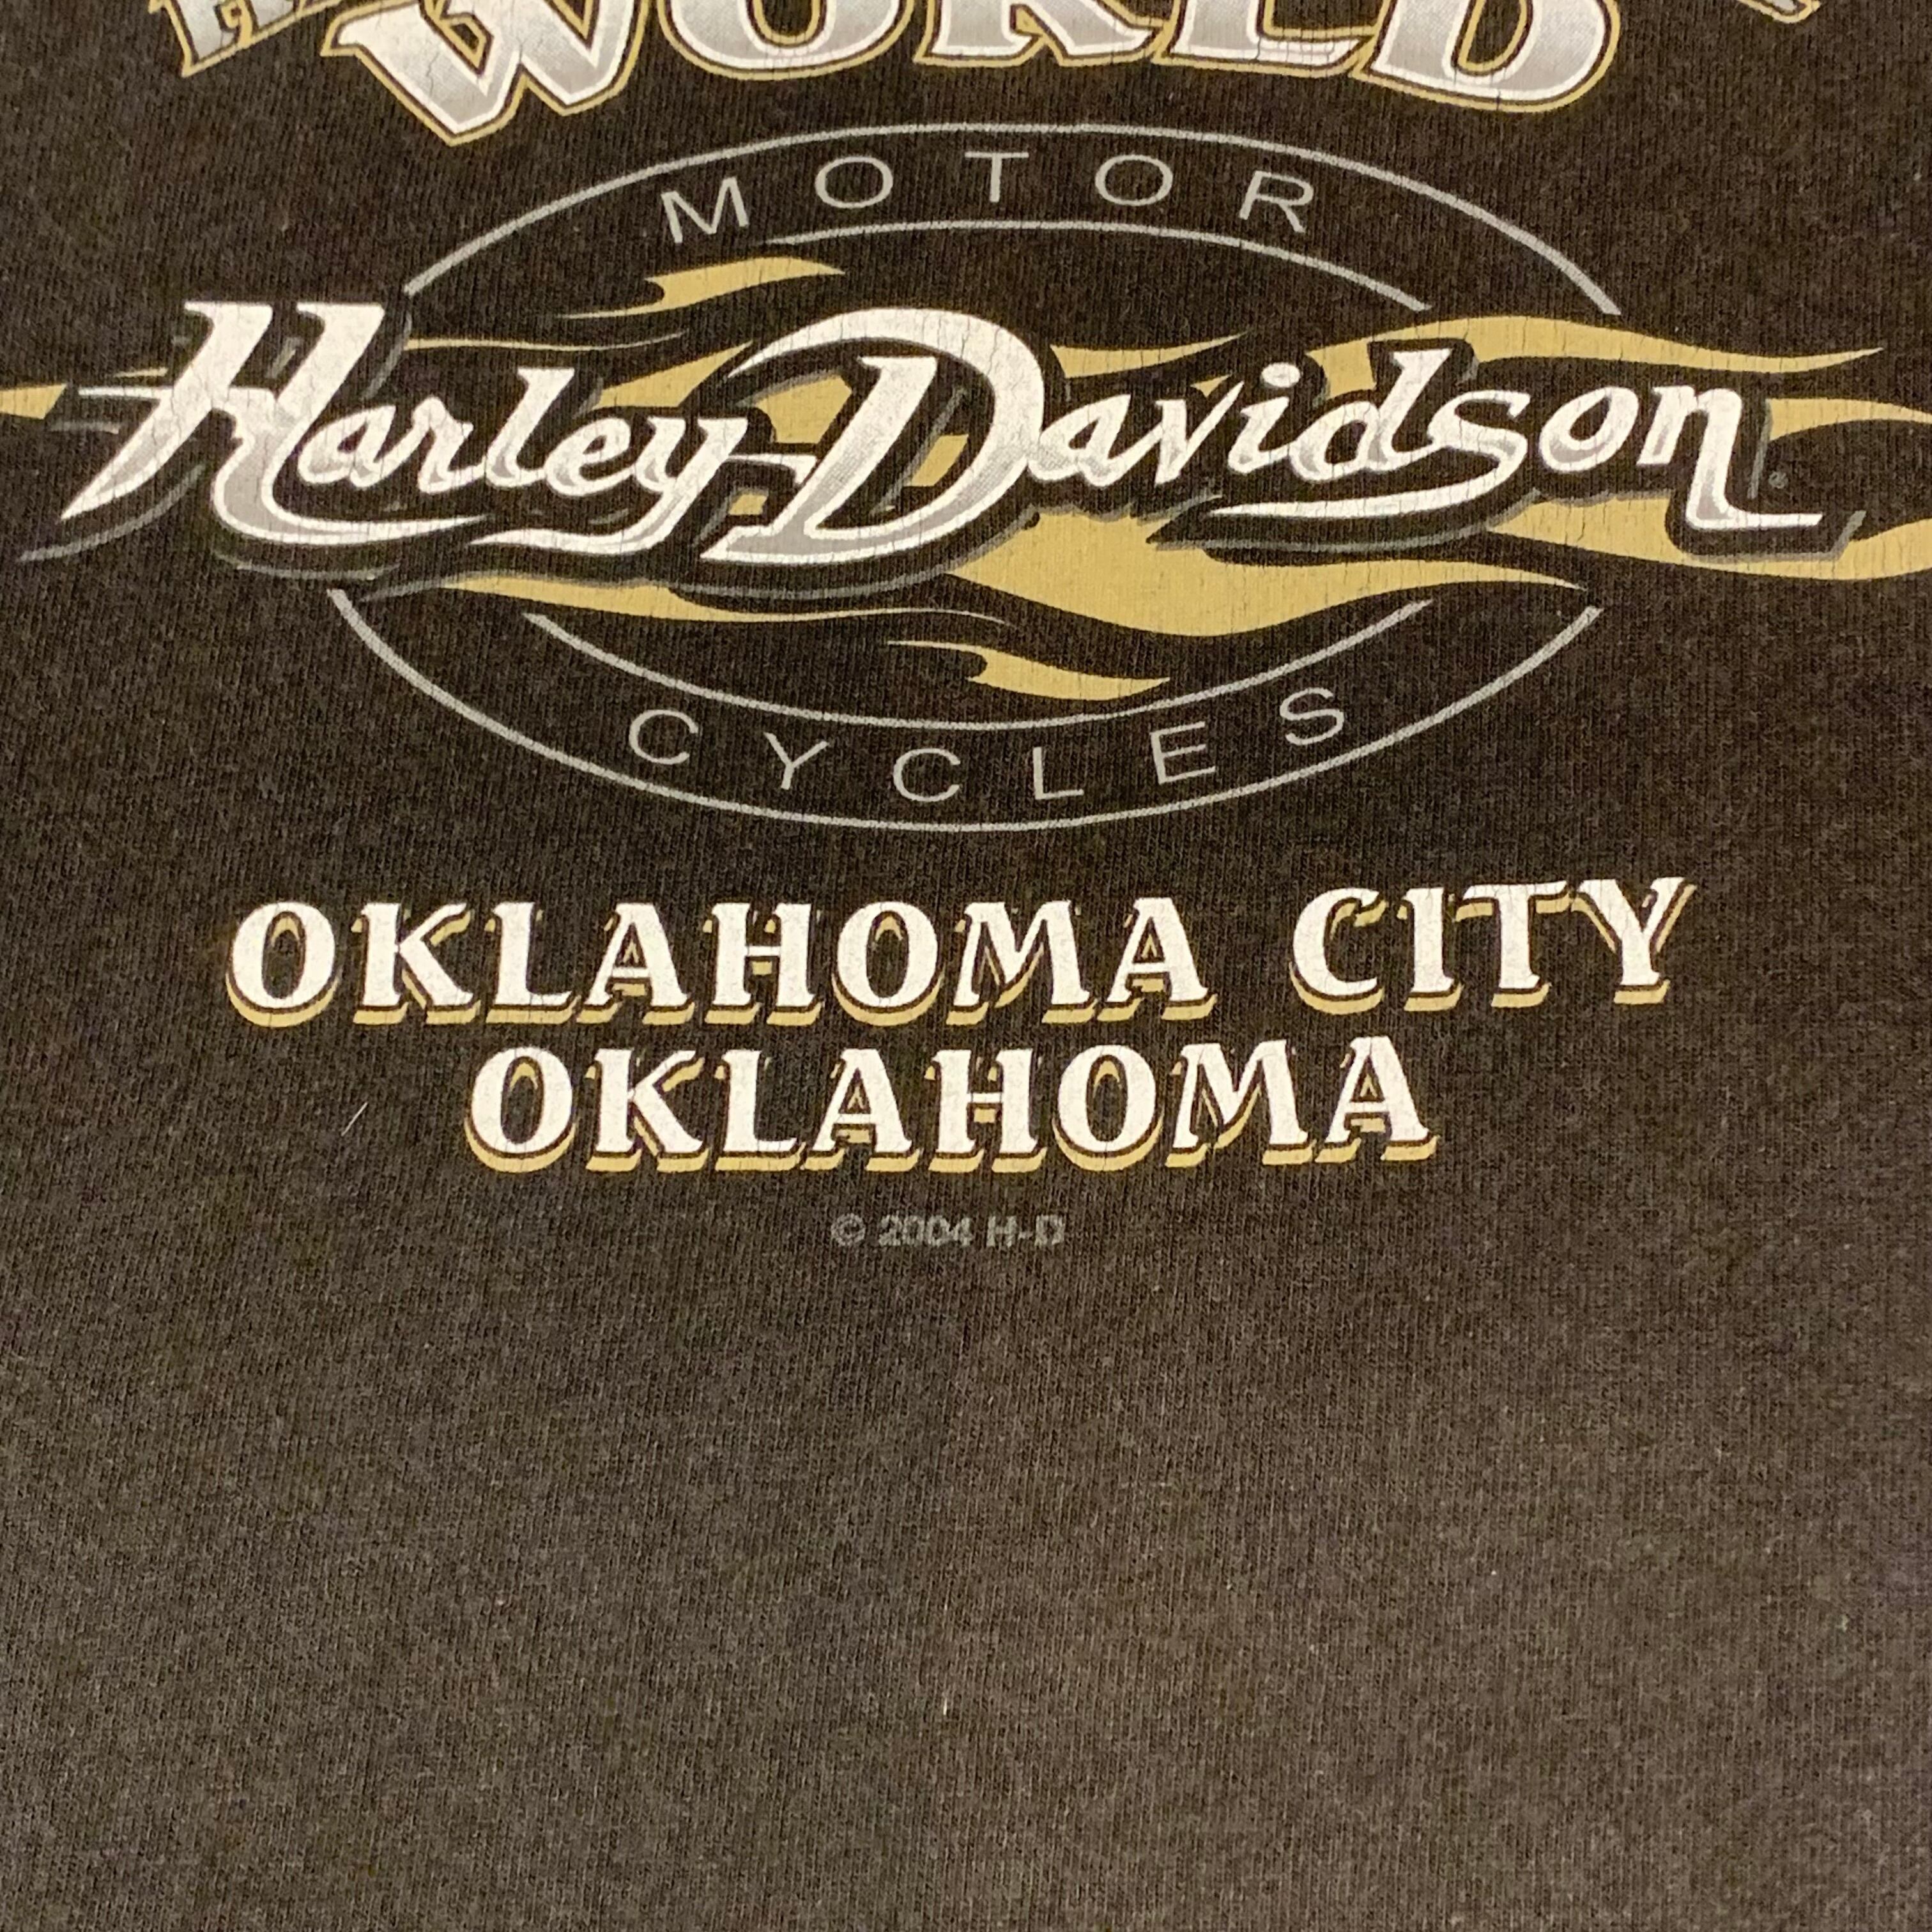 WORLD
MOTOR
Harley-Davidson
CYCLES
OKLAHOMA CITY
OKLAHOMA
© 2004 H-D